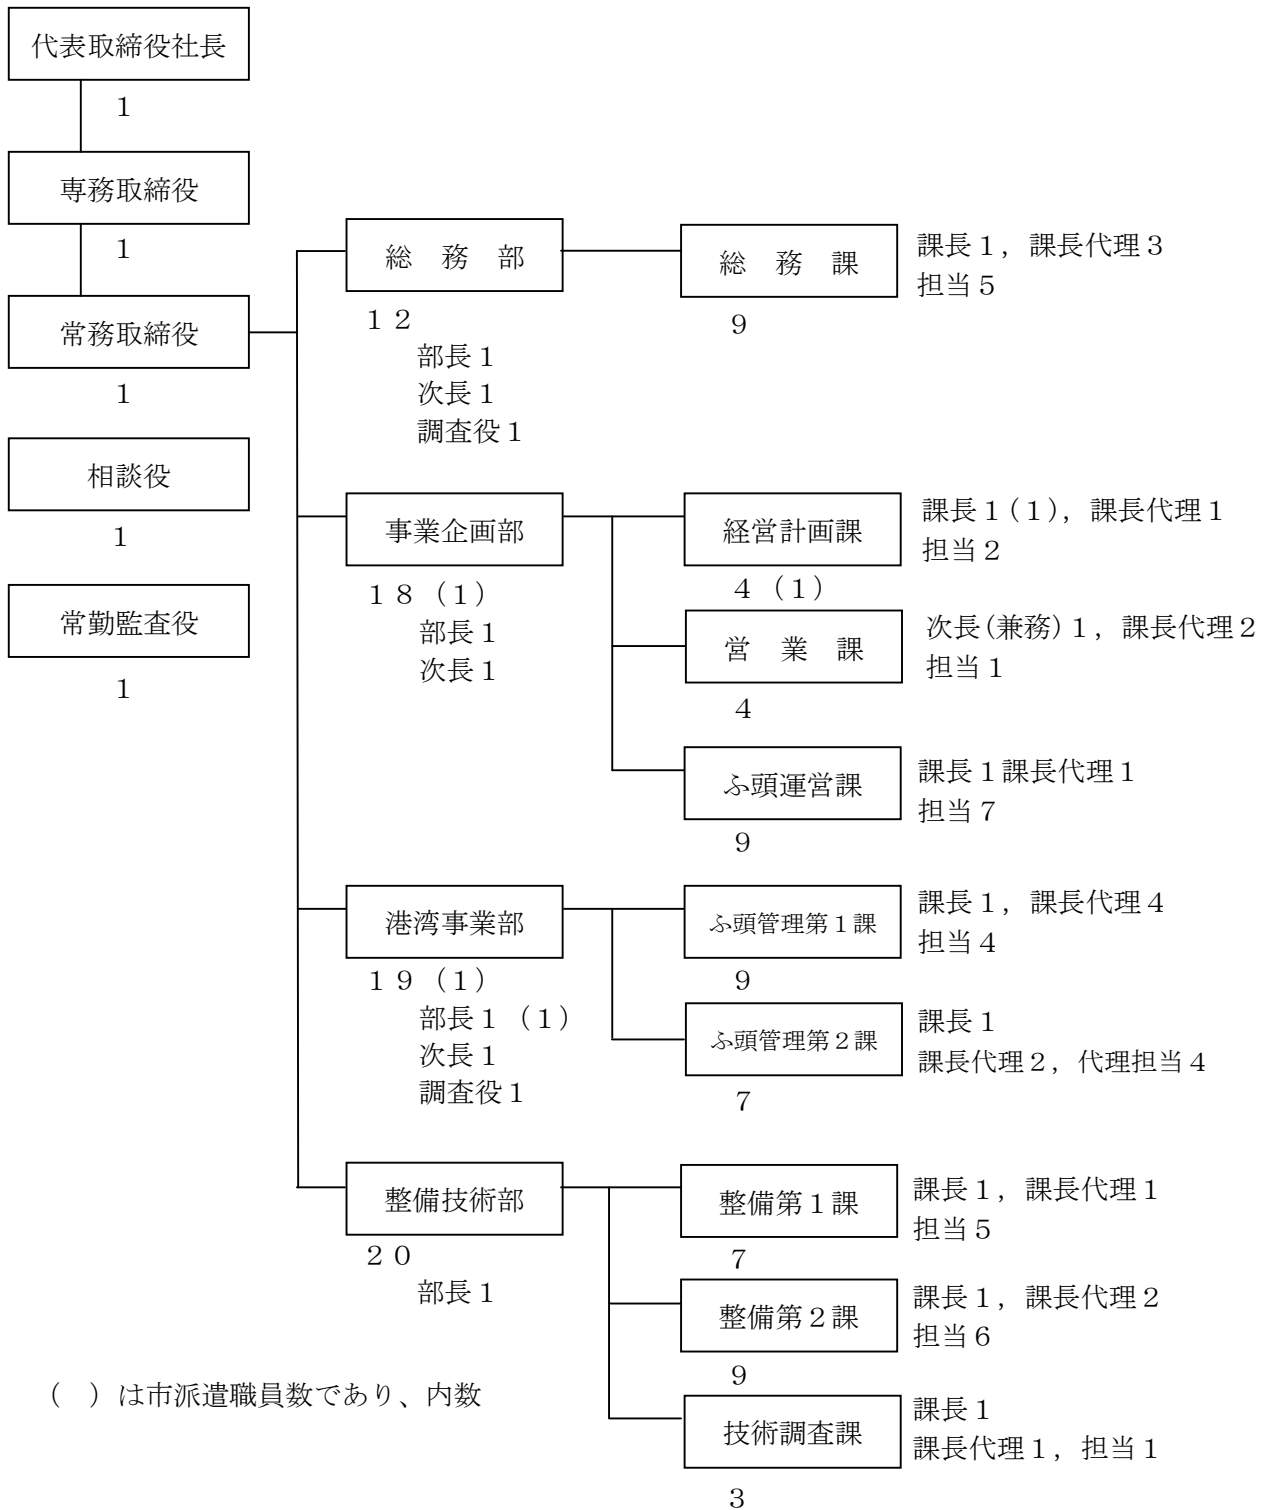 代表取締役社長
１
専務取締役
１
常務取締役
１
相談役
１
常勤監査役
１
総　務　部
１２
部長１
次長１
調査役１
総　務　課
９
課長１，課長代理３
担当５
事業企画部
１８（１）
部長１
次長１
経営計画課
４（１）
課長１(１)，課長代理１
担当２
営　業　課
４
次長(兼務)１，課長代理２
担当１
ふ頭運営課
９
課長１課長代理１
担当７
港湾事業部
１９（１）
部長１（１）
次長１
調査役１
ふ頭管理第１課
９
課長１，課長代理４
担当４
ふ頭管理第２課
７
課長１
課長代理２，代理担当４
整備技術部
２０
部長１
整備第１課
７
課長１，課長代理１
担当５
整備第２課
９
課長１，課長代理２
担当６
技術調査課
３
課長１
課長代理１，担当１
（　）は市派遣職員数であり、内数